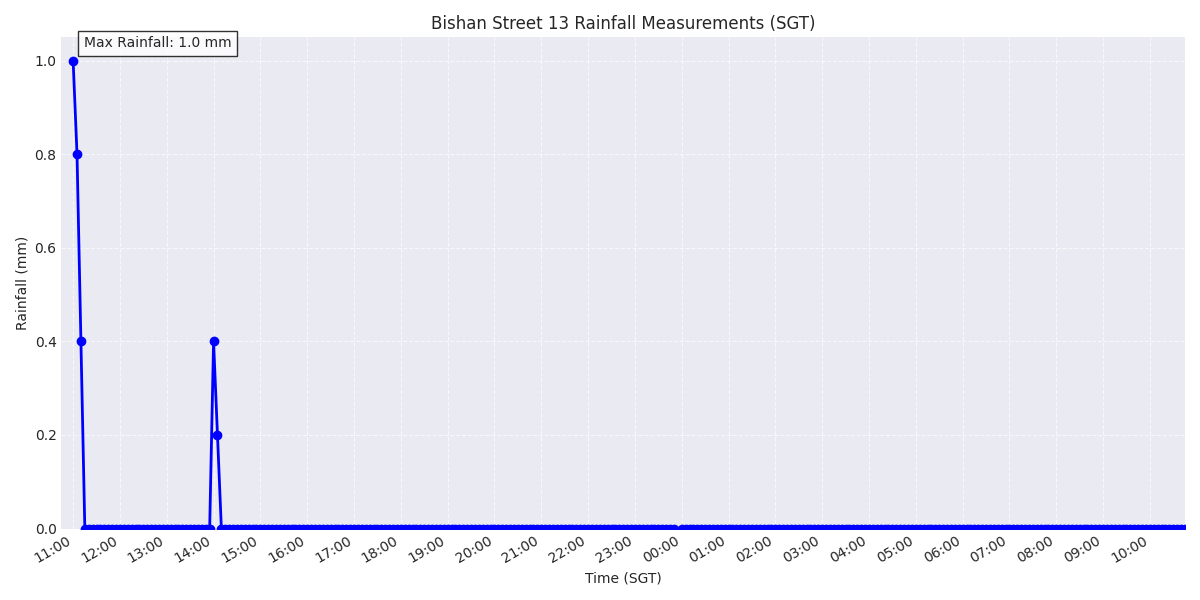 Bishan Street 13 Rainfall Measurements (SGT)
Max Rainfall: 1.0 mm
1.0
0.8
0.6
0.4
0.2
0.0
Rainfall (mm)
11:00 12:00 13:00 14:00 15:00 16:00 17:00 18:00 19:00 20:00 21:00 22:00 23:00 00:00 01:00 02:00 03:00 04:00 05:00 06:00 07:00 08:00 09:00 10:00
Time (SGT)